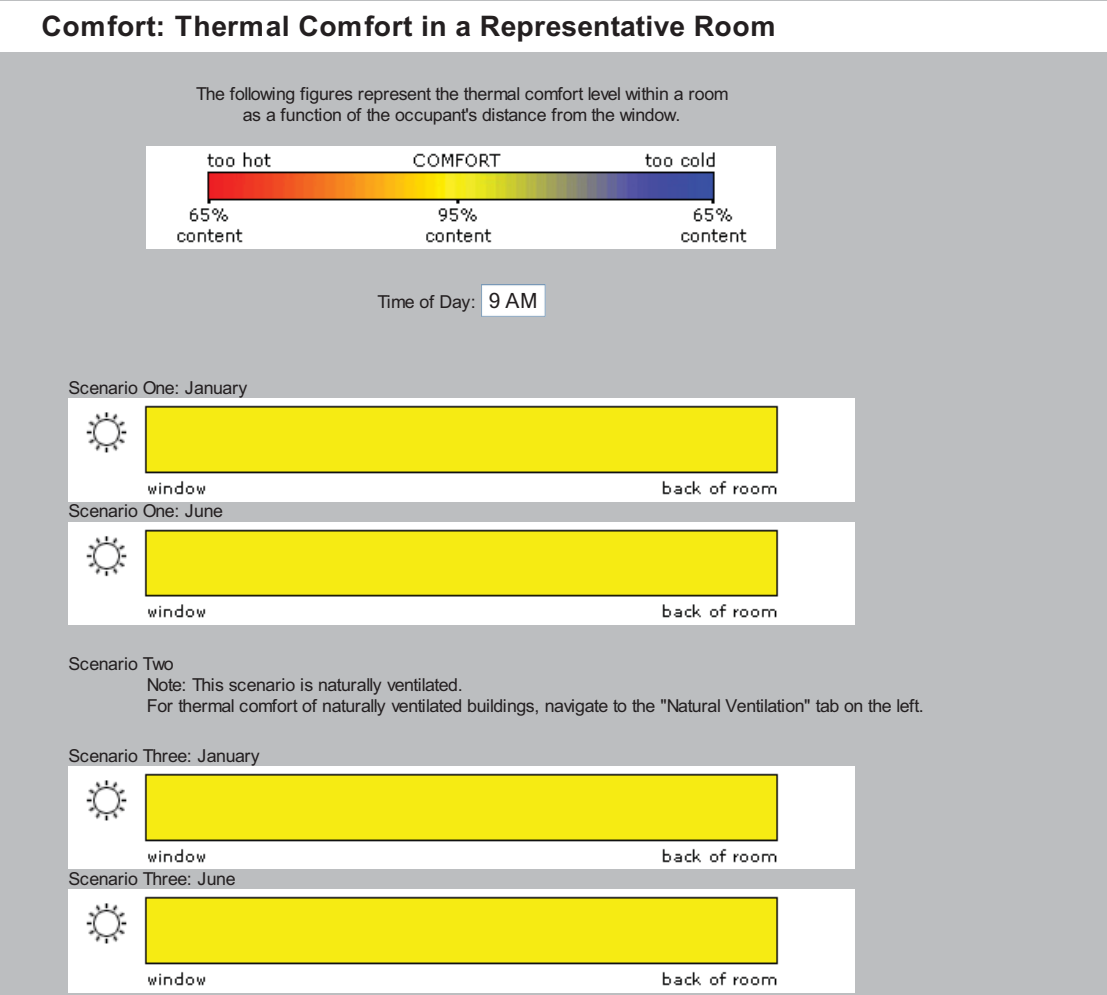 Comfort: Thermal Comfort in a Representative Room
The following figures represent the thermal comfort level within a room
as a function of the occupant's distance from the window.
too hot COMFORT too cold
65% 95% 65%
content content content
Time of Day: 9 AM
Scenario One: January
window back of room
Scenario One: June
window back of room
Scenario Two
Note: This scenario is naturally ventilated.
For thermal comfort of naturally ventilated buildings, navigate to the "Natural Ventilation" tab on the left.
Scenario Three: January
window back of room
Scenario Three: June
window back of room